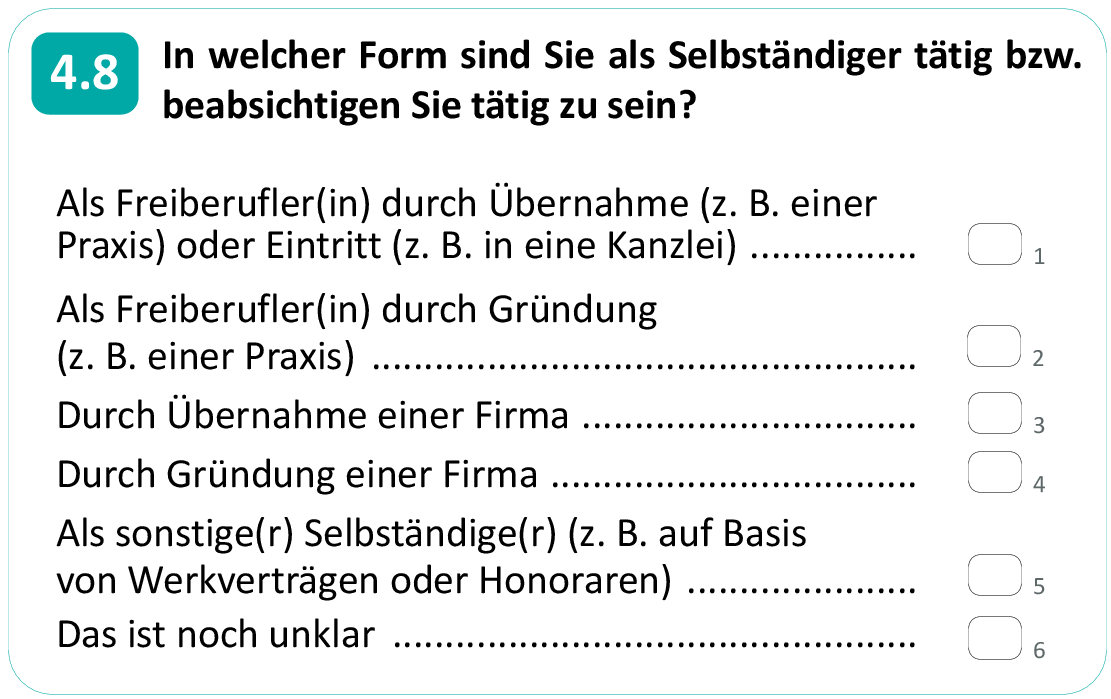 4.8 In welcher Form sind Sie als Selbständiger tätig bzw.
beabsichtigen Sie tätig zu sein?
Als Freiberufler(in) durch Übernahme (z. B. einer
Praxis) oder Eintritt (z. B. in eine Kanzlei) ................ 1
Als Freiberufler(in) durch Gründung
(z. B. einer Praxis) .................................................... 2
Durch Übernahme einer Firma ................................ 3
Durch Gründung einer Firma ................................... 4
Als sonstige(r) Selbständige(r) (z. B. auf Basis
von Werkverträgen oder Honoraren) ...................... 5
Das ist noch unklar .................................................. 6